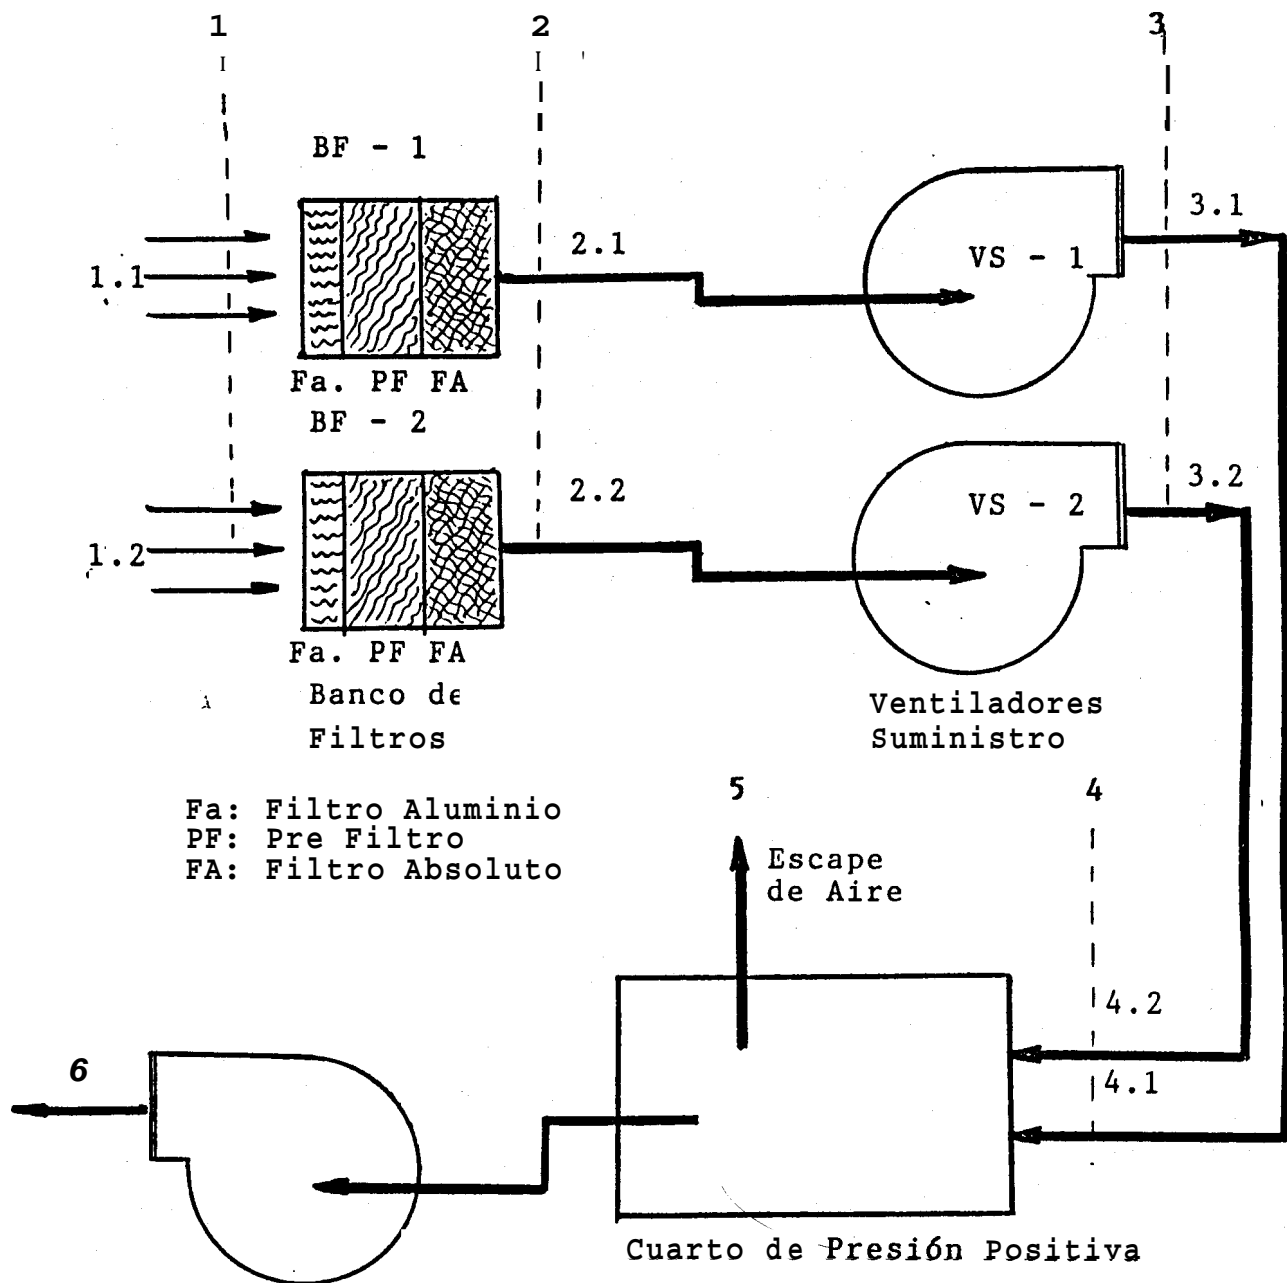 1
2
3
BF - 1
1.1
2.1
VS - 1
3.1
Fa. PF FA
BF - 2
1.2
2.2
VS - 2
3.2
Fa. PF FA
Banco de
Filtros
Ventiladores
Suministro
Fa: Filtro Aluminio
PF: Pre Filtro
FA: Filtro Absoluto
5
4
Escape
de Aire
4.2
4.1
6
Cuarto de Presión Positiva